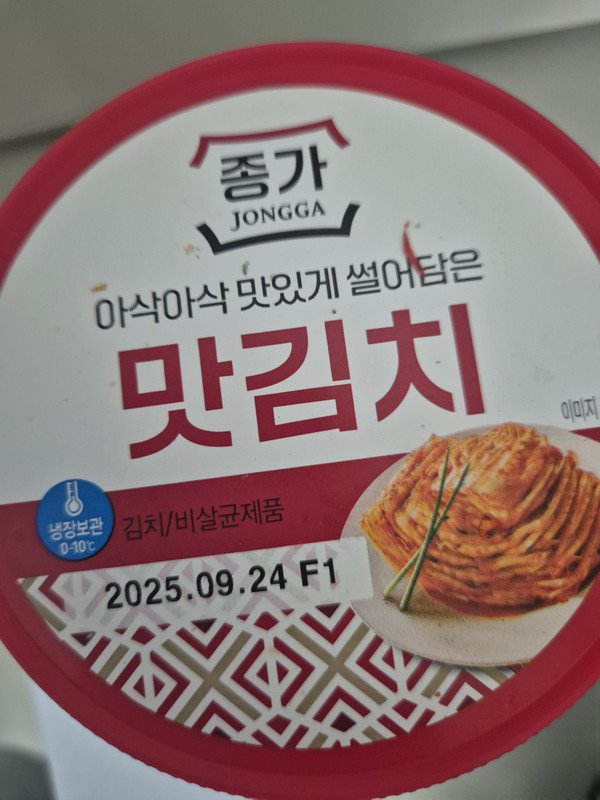 종가
JONGGA
아삭아삭 맛있게 썰어담은
맛김치
이미지
냉장보관
0-10℃
김치/비살균제품
2025.09.24 F1